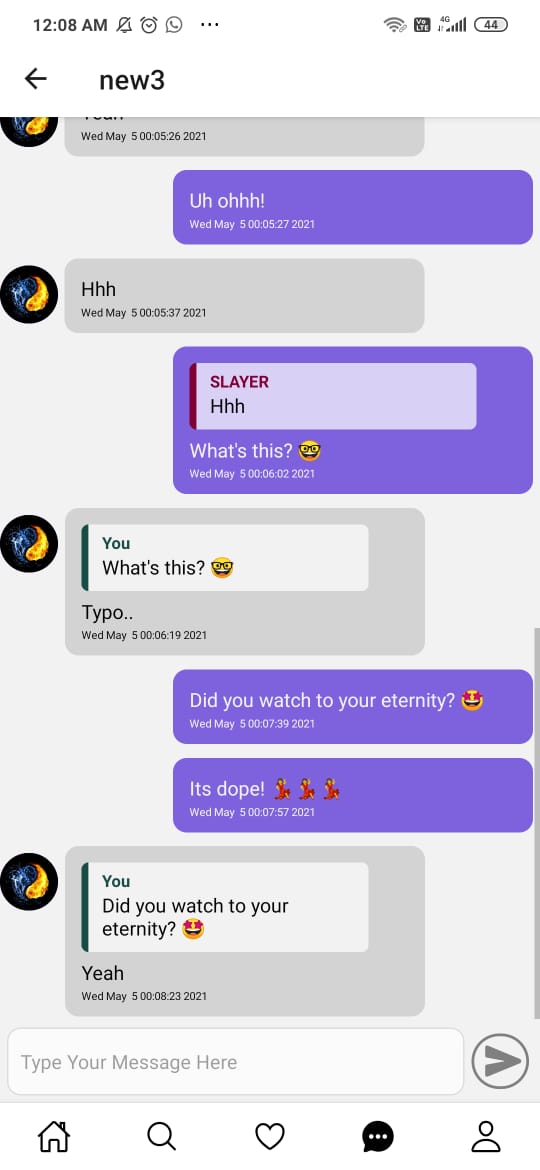 12:08 AM
Vo LTE 4G 44
new3
Wed May 5 00:05:26 2021
Uh ohhh!
Wed May 5 00:05:27 2021
Hhh
Wed May 5 00:05:37 2021
SLAYER
Hhh
What's this? 🤓
Wed May 5 00:06:02 2021
You
What's this? 🤓
Typo..
Wed May 5 00:06:19 2021
Did you watch to your eternity? 🤩
Wed May 5 00:07:39 2021
Its dope! 💃💃💃
Wed May 5 00:07:57 2021
You
Did you watch to your
eternity? 🤩
Yeah
Wed May 5 00:08:23 2021
Type Your Message Here